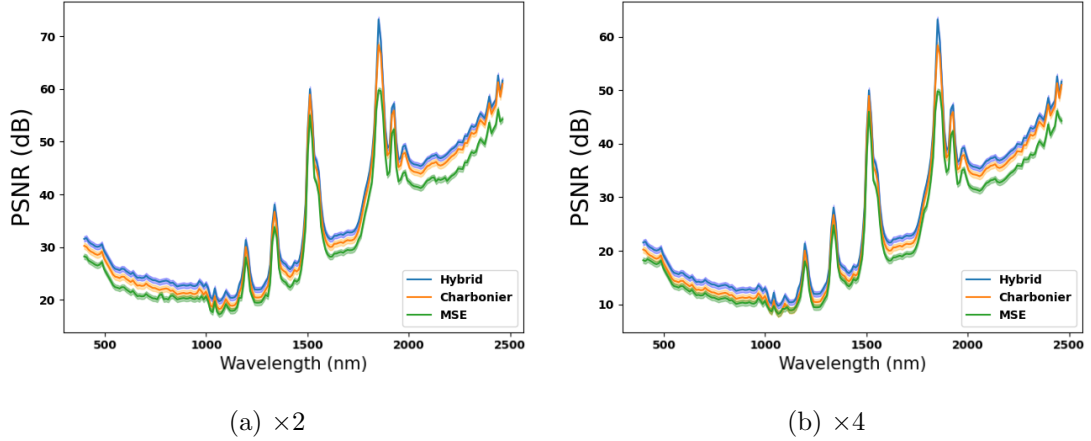 PSNR (dB)
70
60
50
40
30
20
Hybrid
Charbonier
MSE
500
1000
1500
2000
2500
Wavelength (nm)
(a) ×2
PSNR (dB)
60
50
40
30
20
10
Hybrid
Charbonier
MSE
500
1000
1500
2000
2500
Wavelength (nm)
(b) ×4